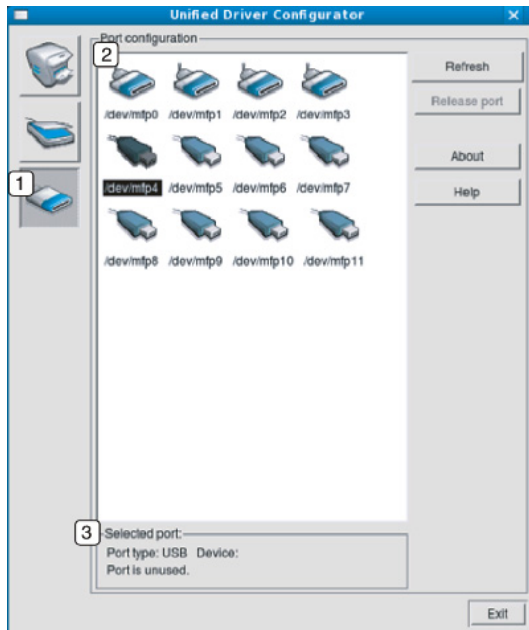 Unified Driver Configurator
2
Port configuration
Refresh
/dev/mfp0 /dev/mfp1 /dev/mfp2 /dev/mfp3
Release port
About
1
/dev/mfp4 /dev/mfp5 /dev/mfp6 /dev/mfp7
Help
/dev/mfp8 /dev/mfp9 /dev/mfp10 /dev/mfp11
3
Selected port:
Port type: USB Device:
Port is unused.
Exit